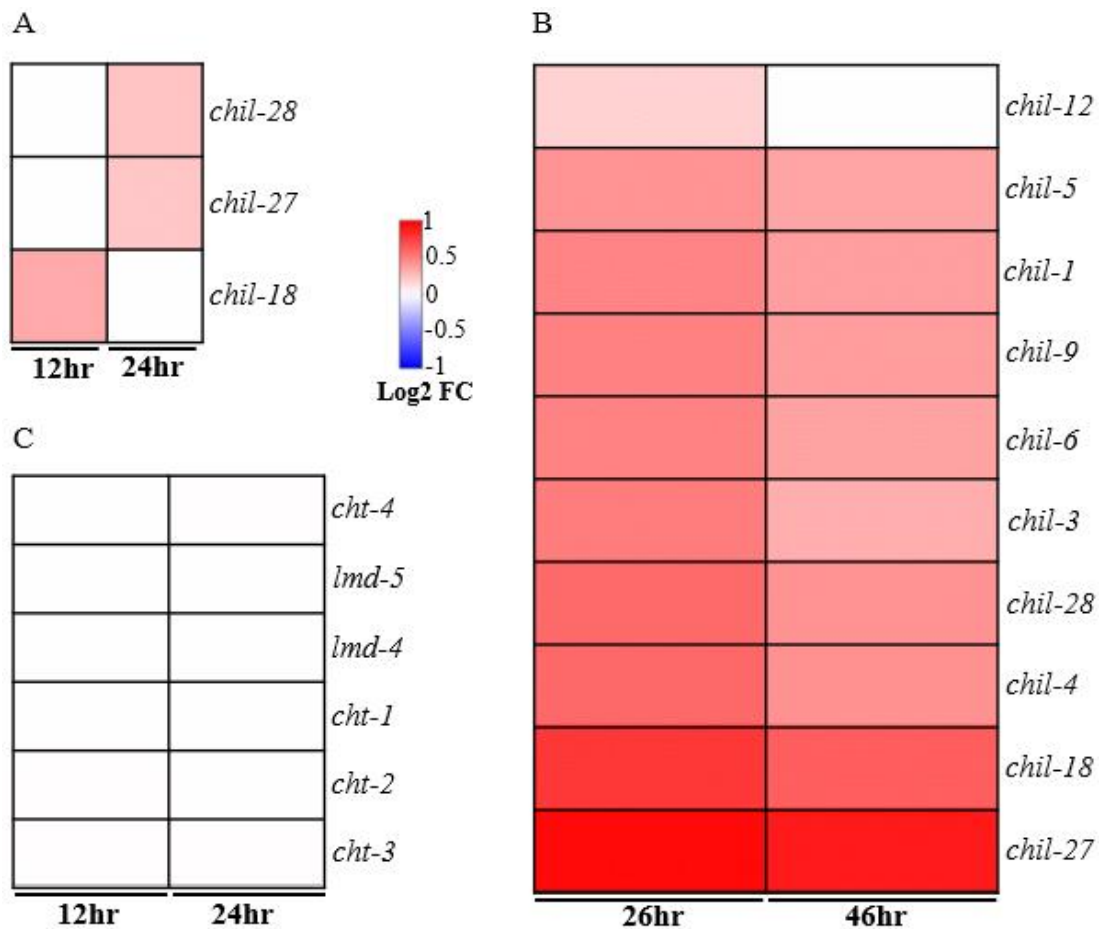 A
chil-28
chil-27
chil-18
12hr 24hr
1
0.5
0
-0.5
-1
Log2 FC
B
chil-12
chil-5
chil-1
chil-9
chil-6
chil-3
chil-28
chil-4
chil-18
chil-27
26hr 46hr
C
cht-4
lmd-5
lmd-4
cht-1
cht-2
cht-3
12hr 24hr